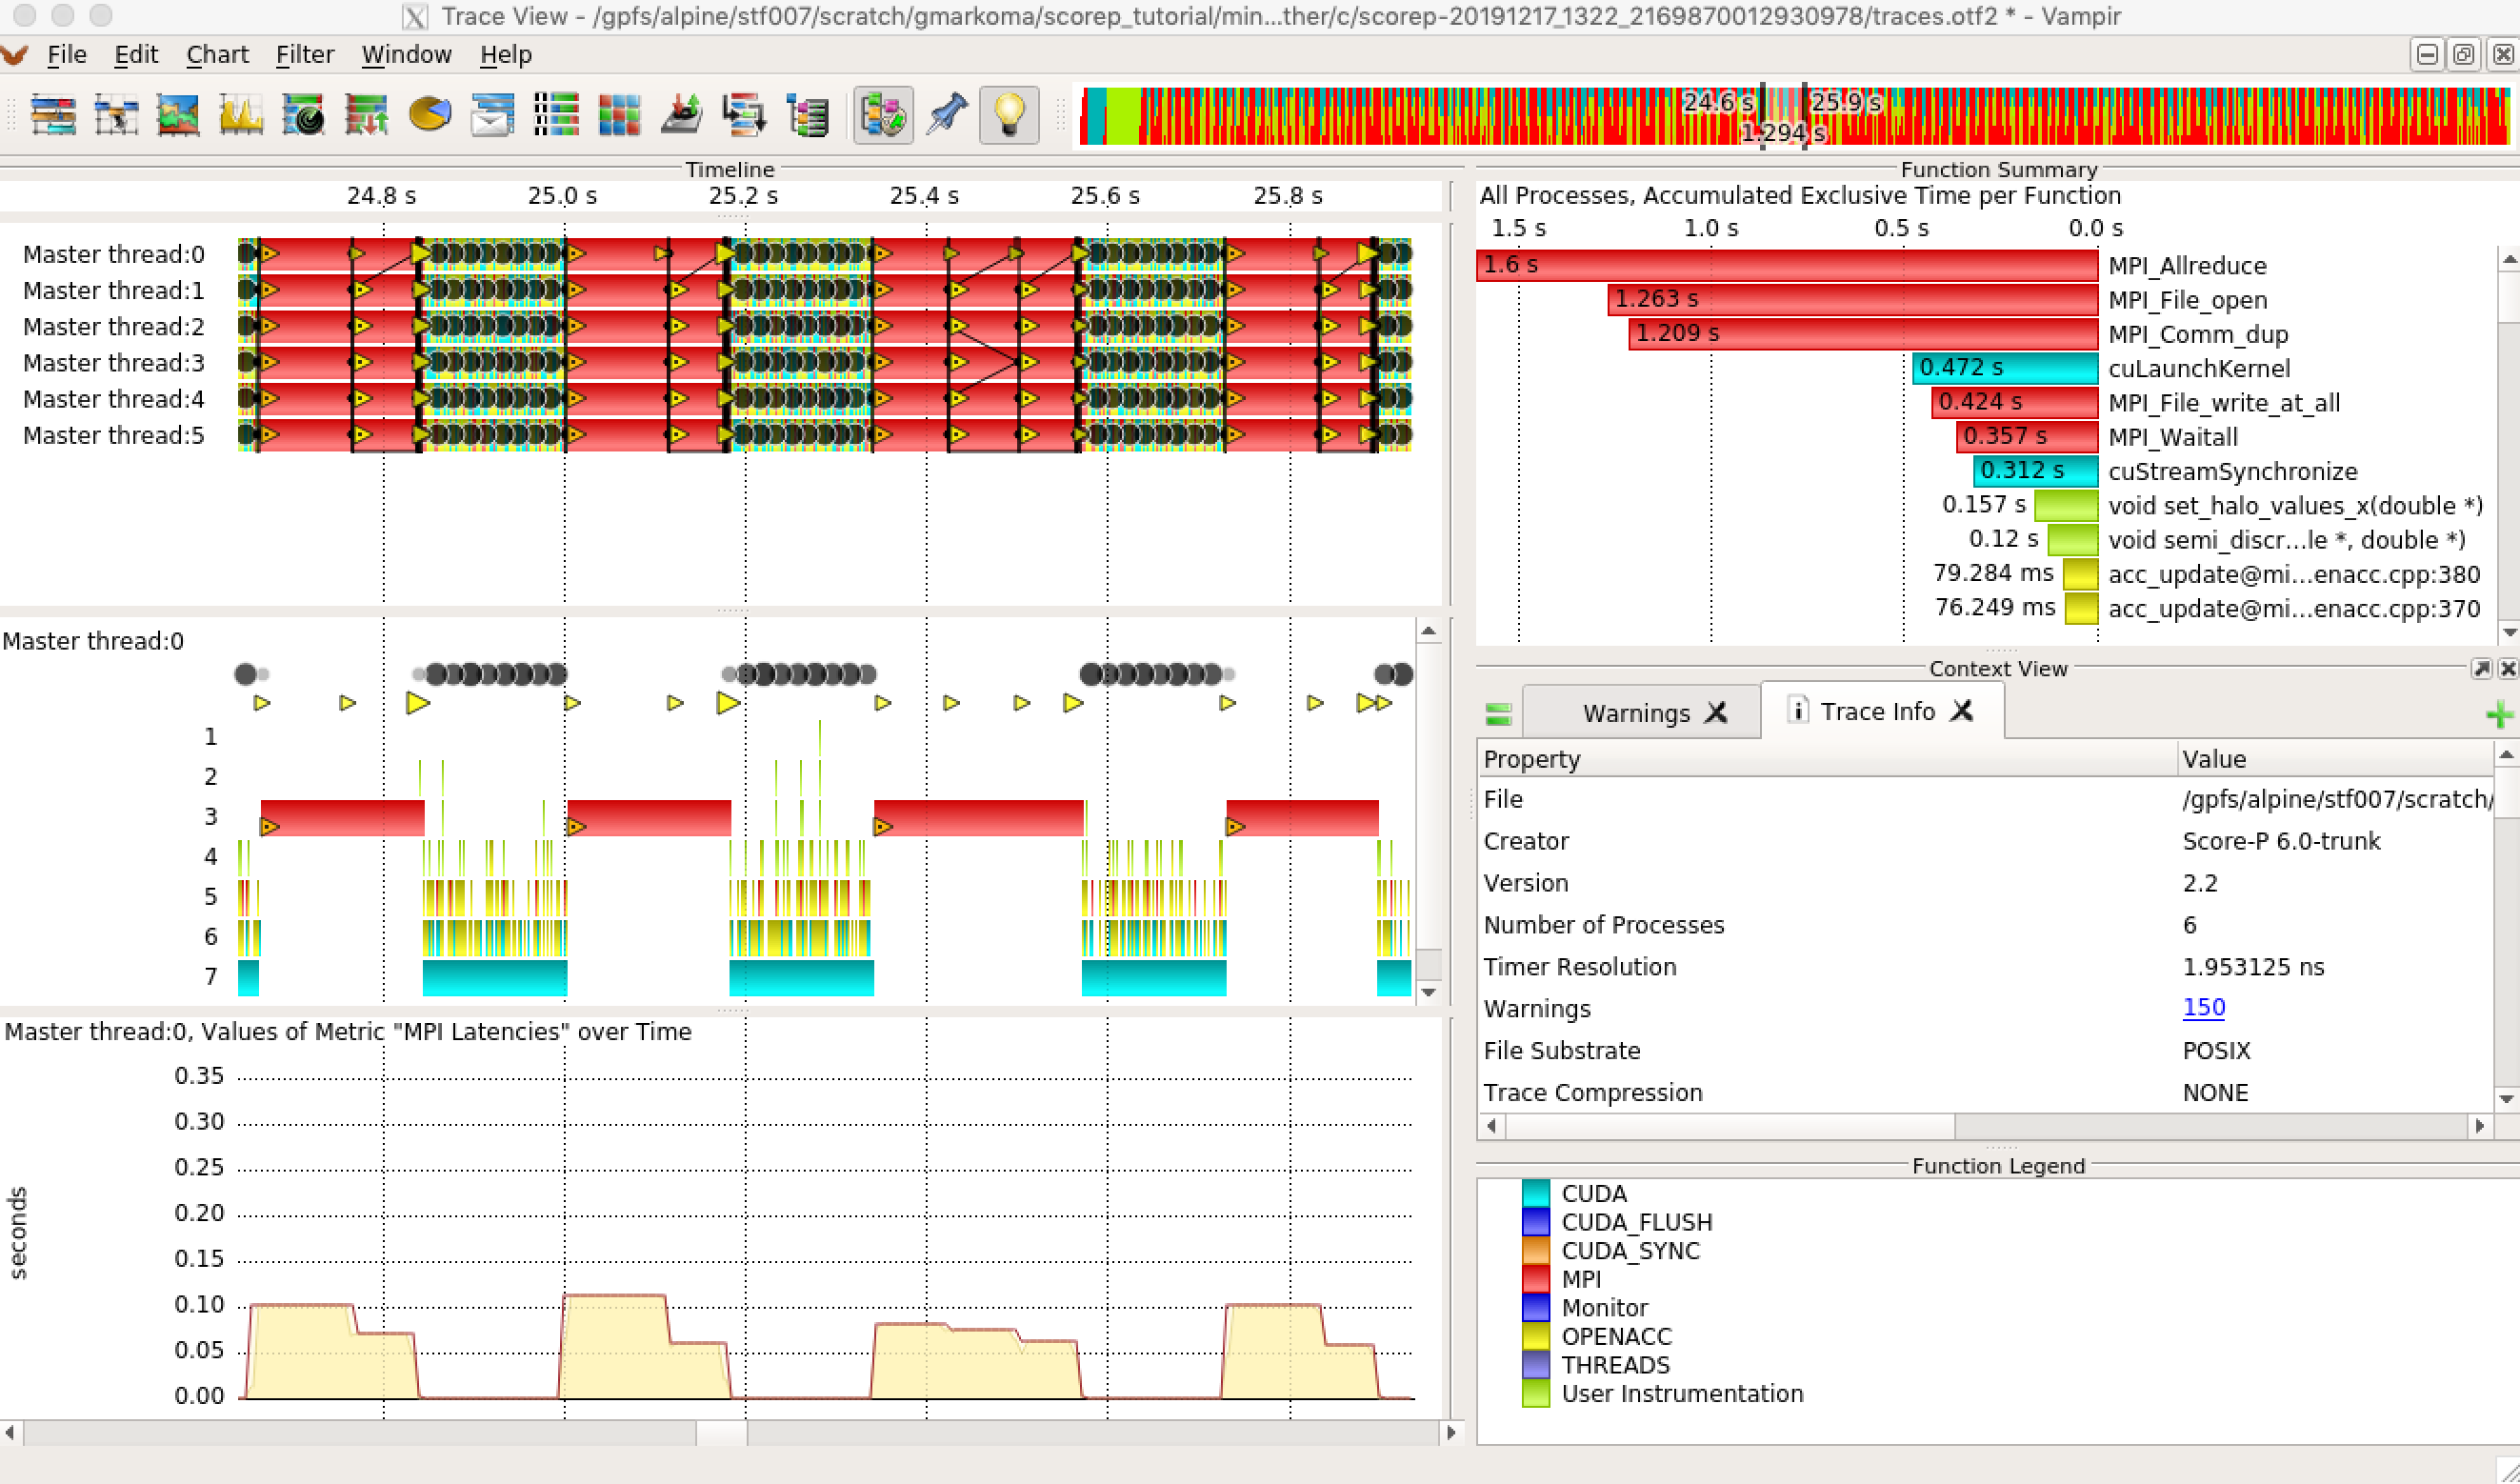 Trace View - /gpfs/alpine/stf007/scratch/gmarkoma/scorep_tutorial/min...ther/c/scorep-20191217_1322_2169870012930978/traces.otf2 * - Vampir
File Edit Chart Filter Window Help
24.6 s 25.9 s
1.294 s
Timeline
24.8 s 25.0 s 25.2 s 25.4 s 25.6 s 25.8 s
Master thread:0
Master thread:1
Master thread:2
Master thread:3
Master thread:4
Master thread:5
Master thread:0
1
2
3
4
5
6
7
Master thread:0, Values of Metric "MPI Latencies" over Time
0.35
0.30
0.25
0.20
0.15
0.10
0.05
0.00
seconds
Function Summary
All Processes, Accumulated Exclusive Time per Function
1.5 s 1.0 s 0.5 s 0.0 s
1.6 s MPI_Allreduce
1.263 s MPI_File_open
1.209 s MPI_Comm_dup
0.472 s cuLaunchKernel
0.424 s MPI_File_write_at_all
0.357 s MPI_Waitall
0.312 s cuStreamSynchronize
0.157 s void set_halo_values_x(double *)
0.12 s void semi_discr...le *, double *)
79.284 ms acc_update@mi...enacc.cpp:380
76.249 ms acc_update@mi...enacc.cpp:370
Context View
Warnings Trace Info
Property Value
File /gpfs/alpine/stf007/scratch/
Creator Score-P 6.0-trunk
Version 2.2
Number of Processes 6
Timer Resolution 1.953125 ns
Warnings 150
File Substrate POSIX
Trace Compression NONE
Function Legend
CUDA
CUDA_FLUSH
CUDA_SYNC
MPI
Monitor
OPENACC
THREADS
User Instrumentation